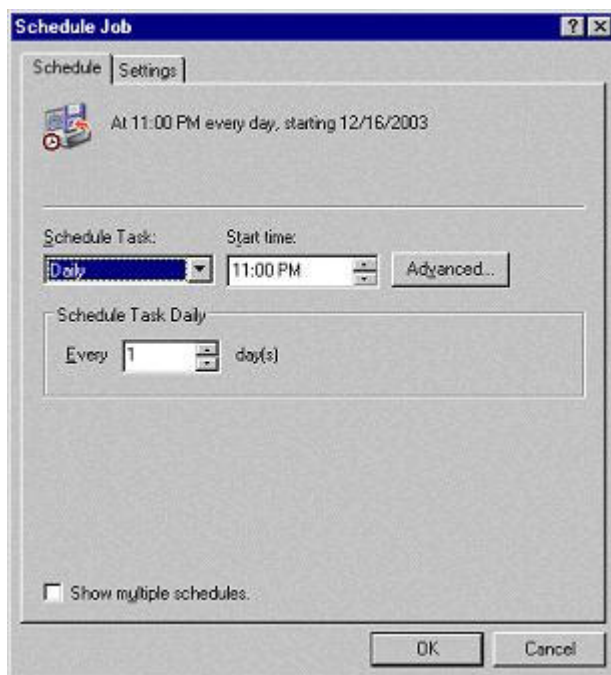 Schedule Job
Schedule Settings
At 11:00 PM every day, starting 12/16/2003
Schedule Task: Start time:
Daily 11:00 PM Advanced...
Schedule Task Daily
Every 1 day(s)
Show multiple schedules.
OK Cancel